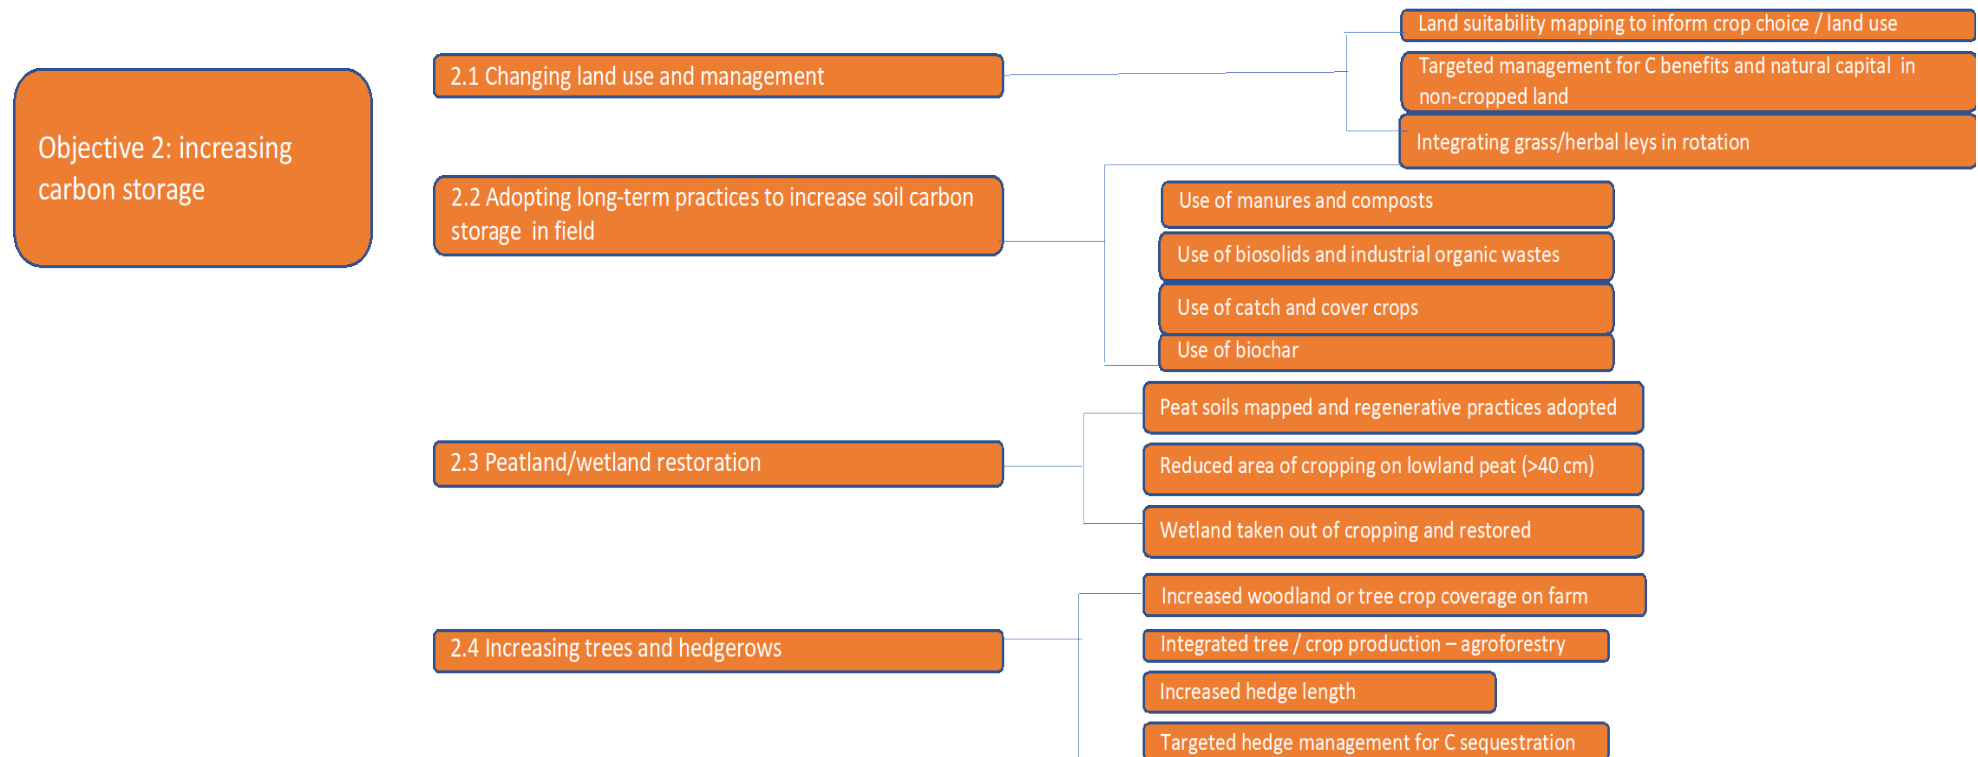 Objective 2: increasing
carbon storage
2.1 Changing land use and management
Land suitability mapping to inform crop choice / land use
Targeted management for C benefits and natural capital in
non-cropped land
Integrating grass/herbal leys in rotation
2.2 Adopting long-term practices to increase soil carbon
storage in field
Use of manures and composts
Use of biosolids and industrial organic wastes
Use of catch and cover crops
Use of biochar
2.3 Peatland/wetland restoration
Peat soils mapped and regenerative practices adopted
Reduced area of cropping on lowland peat (>40 cm)
Wetland taken out of cropping and restored
2.4 Increasing trees and hedgerows
Increased woodland or tree crop coverage on farm
Integrated tree / crop production – agroforestry
Increased hedge length
Targeted hedge management for C sequestration